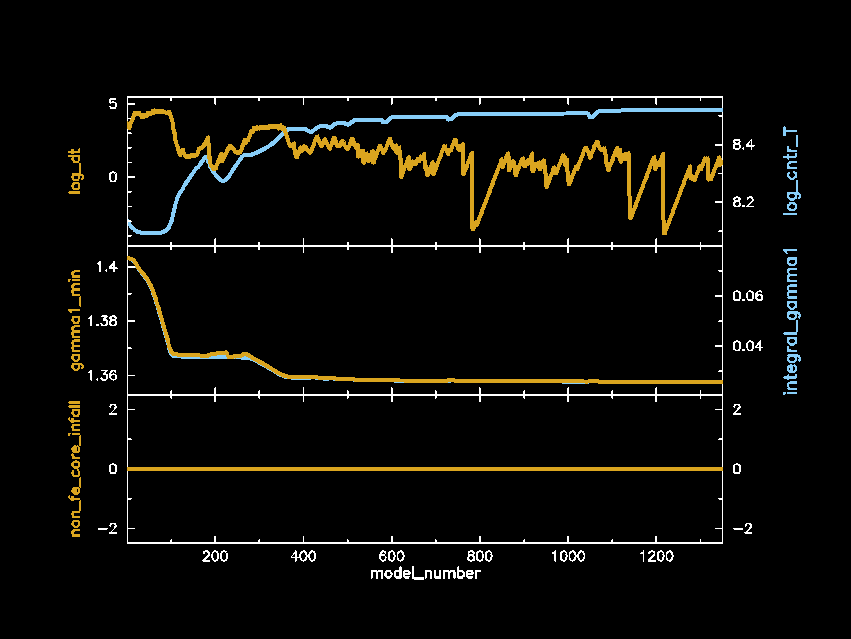 5
0
log_dt
8.4
8.2
log_cntr_T
1.4
1.38
1.36
gamma1_min
0.06
0.04
integral_gamma1
2
0
-2
non_fe_core_infall
2
0
-2
200 400 600 800 1000 1200
model_number